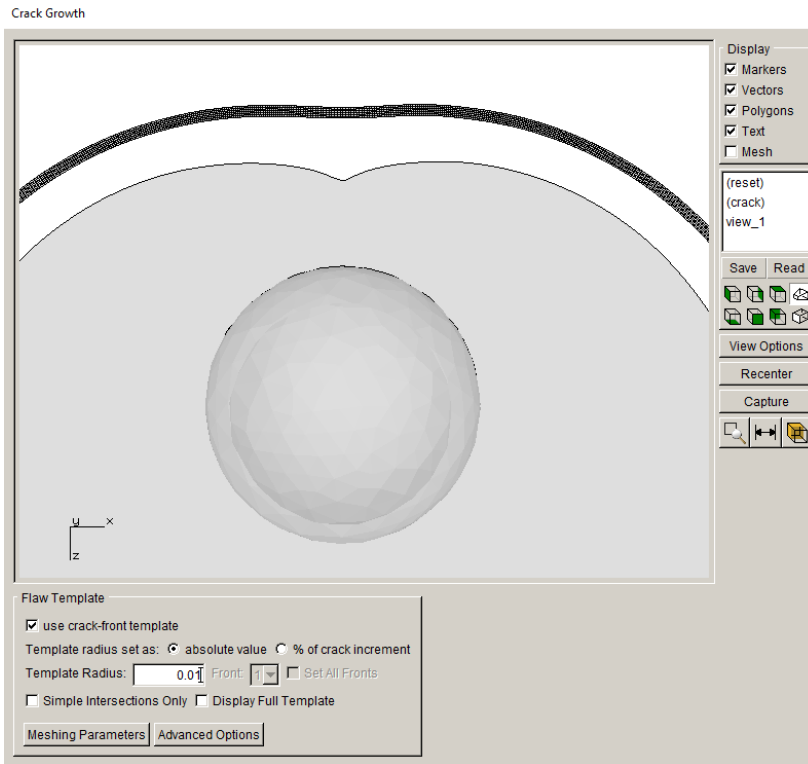 Crack Growth
Display
Markers
Vectors
Polygons
Text
Mesh
(reset)
(crack)
view_1
Save Read
View Options
Recenter
Capture
y x
z
Flaw Template
use crack-front template
Template radius set as: absolute value % of crack increment
Template Radius: 0.01 Front: 1 Set All Fronts
Simple Intersections Only Display Full Template
Meshing Parameters Advanced Options